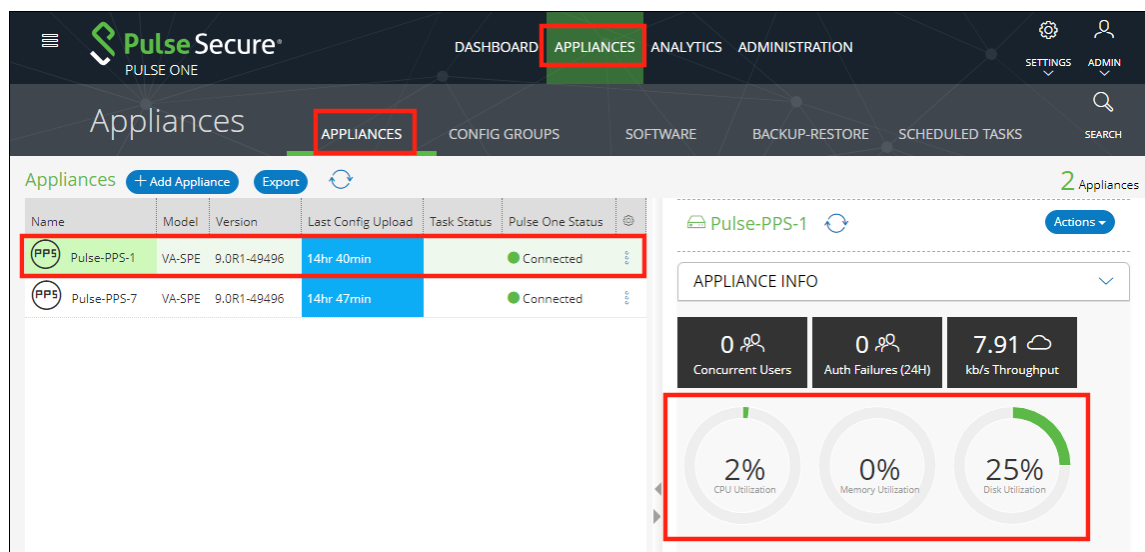 Pulse Secure®
PULSE ONE
DASHBOARD APPLIANCES ANALYTICS ADMINISTRATION
SETTINGS ADMIN
Appliances
APPLIANCES CONFIG GROUPS SOFTWARE BACKUP-RESTORE SCHEDULED TASKS
SEARCH
Appliances + Add Appliance Export
2 Appliances
Name Model Version Last Config Upload Task Status Pulse One Status
PPS Pulse-PPS-1 VA-SPE 9.0R1-49496 14hr 40min Connected
PPS Pulse-PPS-7 VA-SPE 9.0R1-49496 14hr 47min Connected
Pulse-PPS-1 Actions
APPLIANCE INFO
0 0 7.91
Concurrent Users Auth Failures (24H) kb/s Throughput
2% 0% 25%
CPU Utilization Memory Utilization Disk Utilization